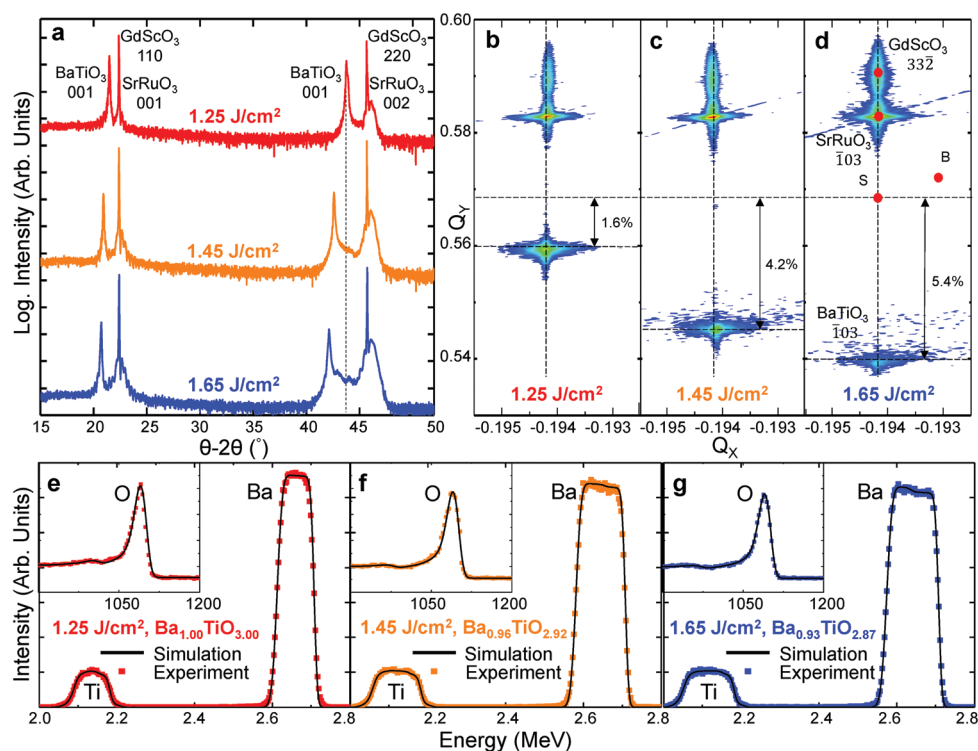 a
GdScO₃
110
BaTiO₃
001
SrRuO₃
001
GdScO₃
220
BaTiO₃
001
SrRuO₃
002
1.25 J/cm²
1.45 J/cm²
1.65 J/cm²
Log. Intensity (Arb. Units)
15 20 25 30 35 40 45 50
θ-2θ (°)
b
c
d
0.60
0.58
0.56
0.54
Q_Y
GdScO₃
332̄
SrRuO₃
1̄03
S
B
1.6%
4.2%
5.4%
BaTiO₃
1̄03
1.25 J/cm²
1.45 J/cm²
1.65 J/cm²
-0.195 -0.194 -0.193 -0.195 -0.194 -0.193 -0.195 -0.194 -0.193
Q_X
e
O
Ba
1050 1200
1.25 J/cm², Ba₁.₀₀TiO₃.₀₀
Simulation
Experiment
Ti
f
O
Ba
1050 1200
1.45 J/cm², Ba₀.₉₆TiO₂.₉₂
Simulation
Experiment
Ti
g
O
Ba
1050 1200
1.65 J/cm², Ba₀.₉₃TiO₂.₈₇
Simulation
Experiment
Ti
Intensity (Arb. Units)
2.0 2.2 2.4 2.6 2.8 2.2 2.4 2.6 2.8 2.2 2.4 2.6 2.8
Energy (MeV)